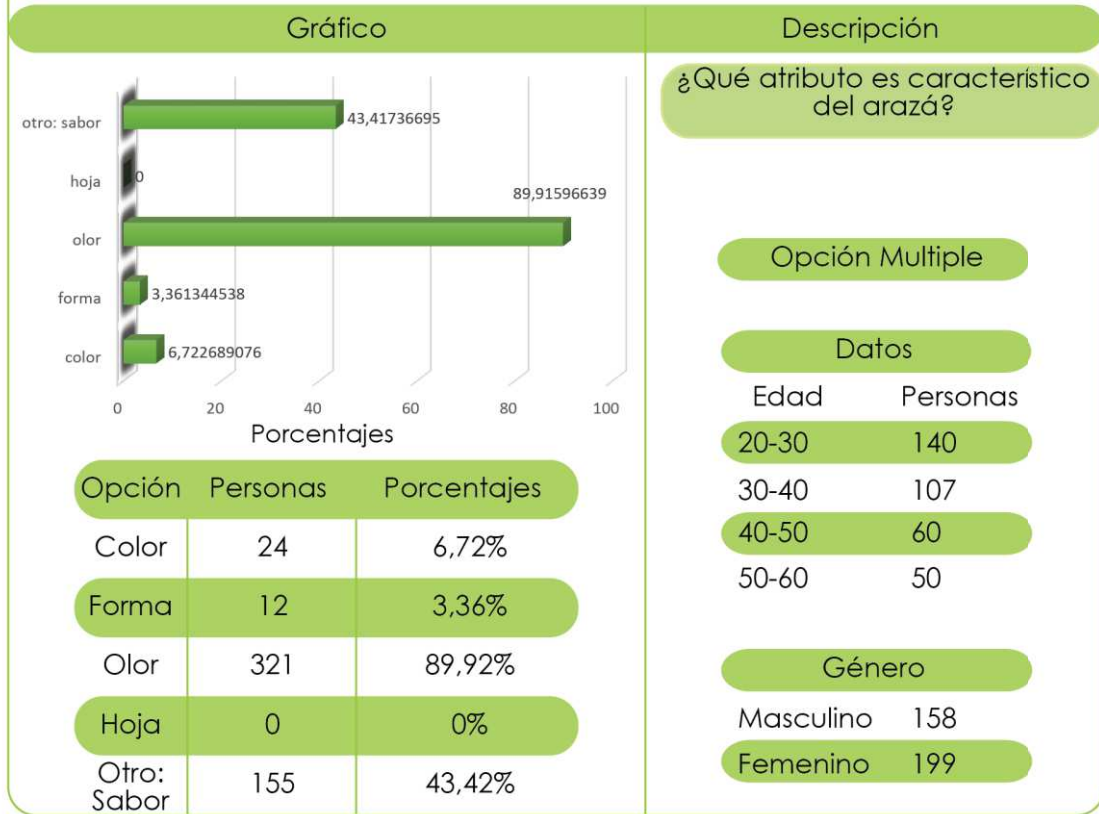 Gráfico
Descripción
otro: sabor
43,41736695
hoja
0
89,91596639
olor
forma
3,361344538
color
6,722689076
0 20 40 60 80 100
Porcentajes
Opción Personas Porcentajes
Color 24 6,72%
Forma 12 3,36%
Olor 321 89,92%
Hoja 0 0%
Otro:
Sabor 155 43,42%
¿Qué atributo es característico
del arazá?
Opción Multiple
Datos
Edad Personas
20-30 140
30-40 107
40-50 60
50-60 50
Género
Masculino 158
Femenino 199